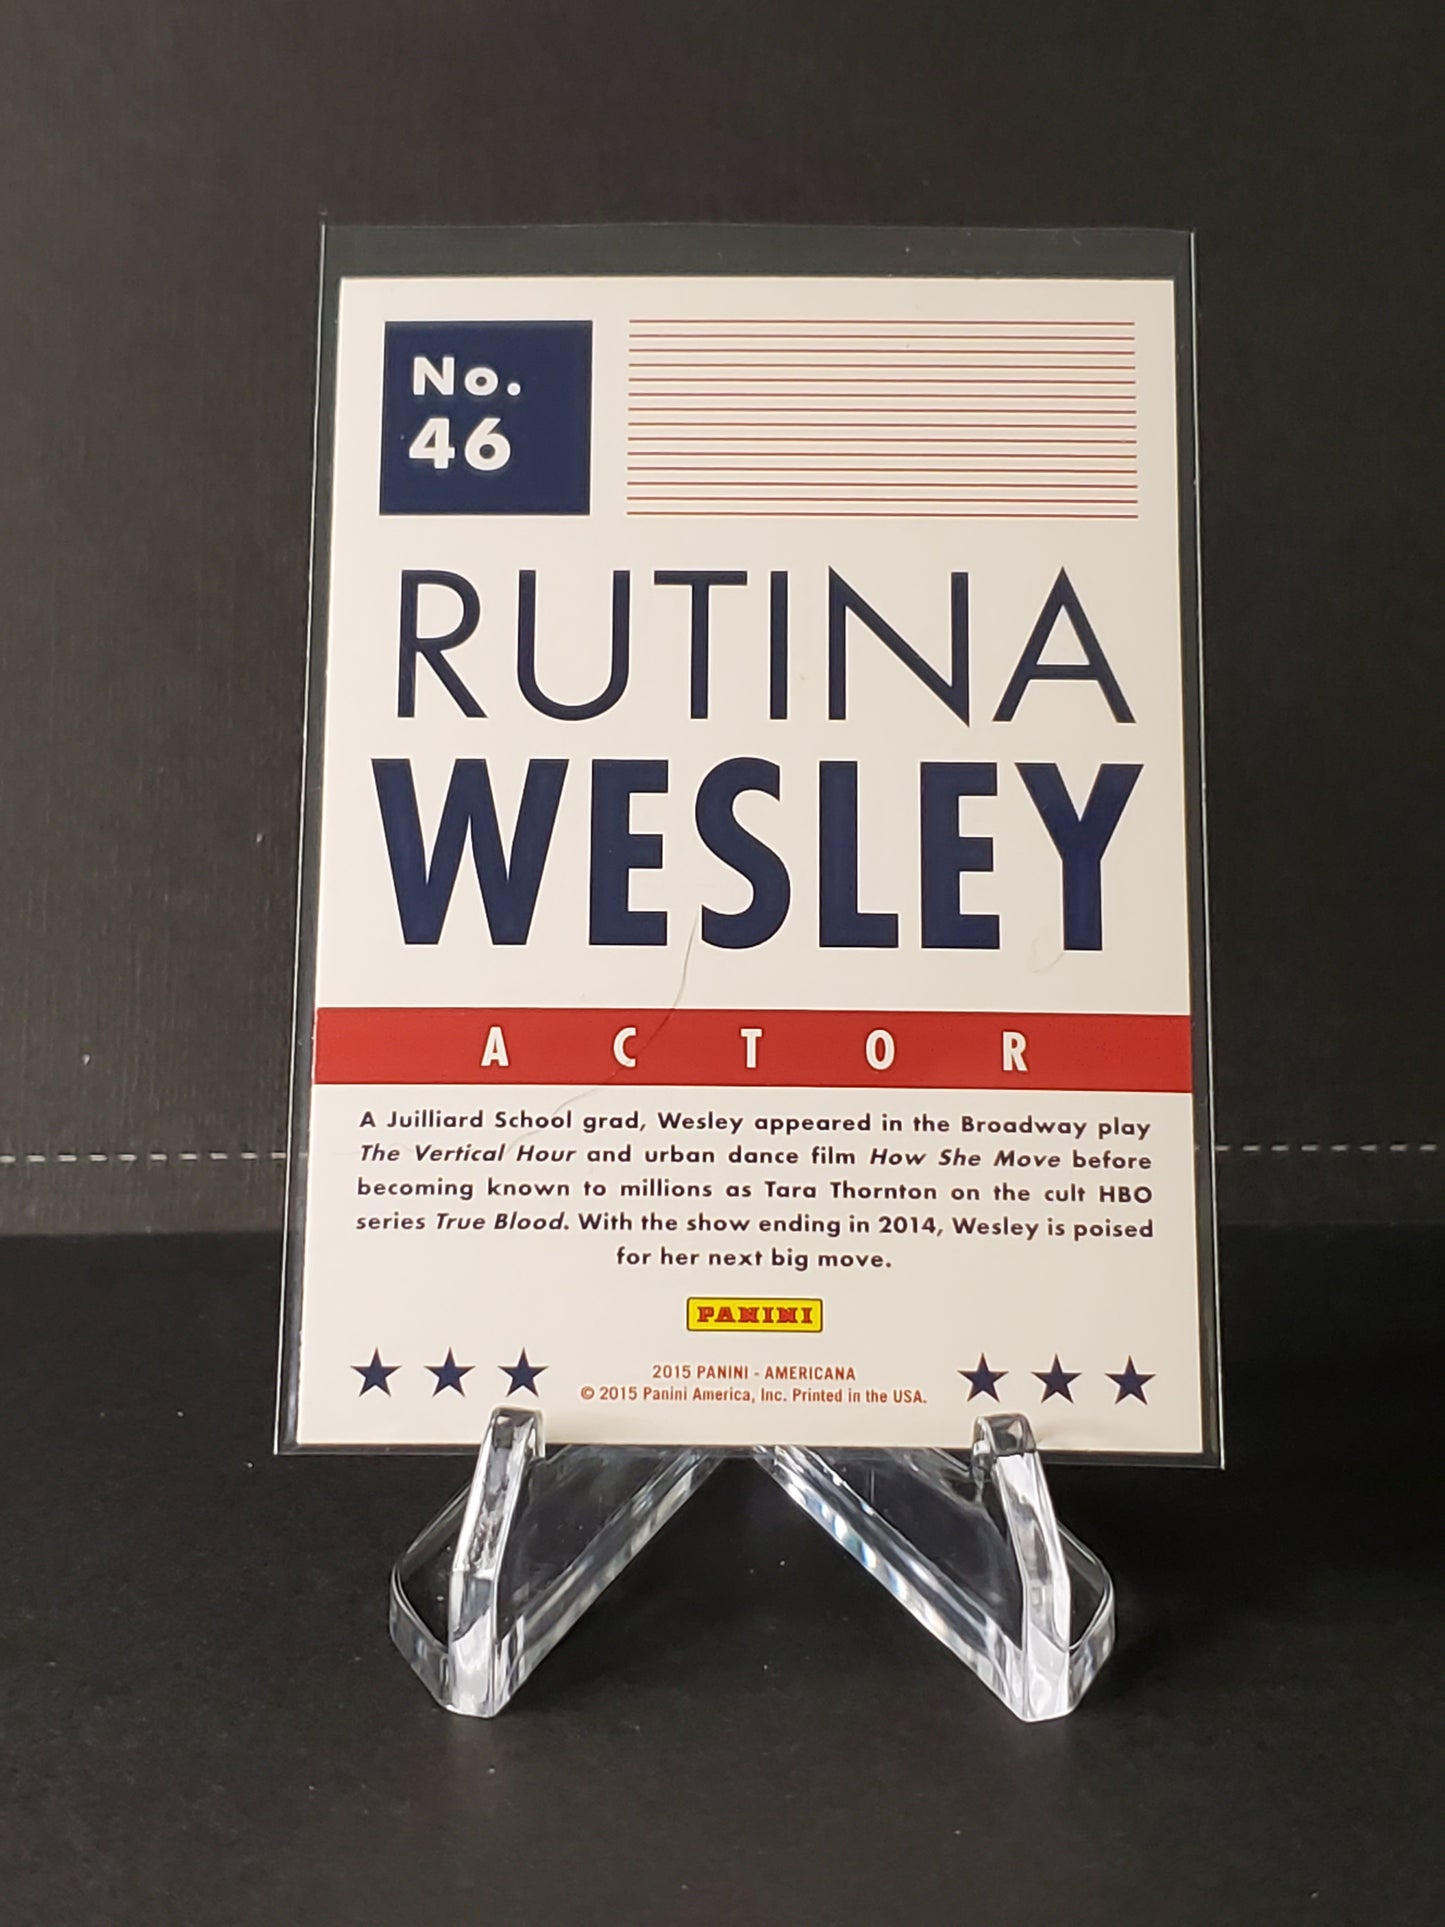 No.
46
RUTINA
WESLEY
ACTOR
A Juilliard School grad, Wesley appeared in the Broadway play
The Vertical Hour and urban dance film How She Move before
becoming known to millions as Tara Thornton on the cult HBO
series True Blood. With the show ending in 2014, Wesley is poised
for her next big move.
PANINI
2015 PANINI - AMERICANA
© 2015 Panini America, Inc. Printed in the USA.